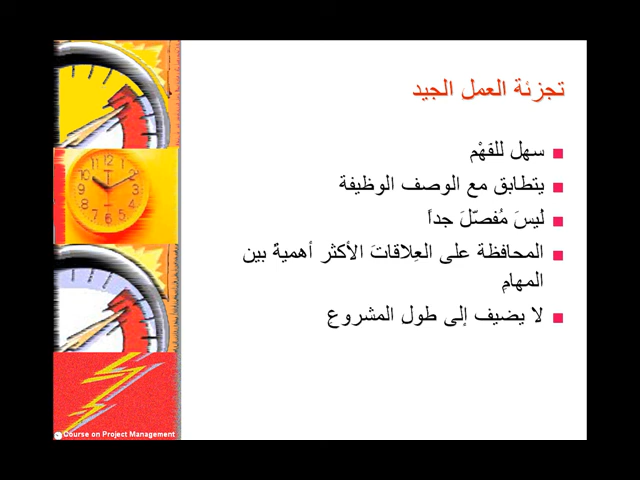 تجزئة العمل الجيد
سهل للفَهْم
يتطابق مع الوصف الوظيفة
ليسَ مُفصّلَ جداً
المحافظة على العِلاقاتَ الأكثر أهمية بين
المهامِ
لا يضيف إلى طولِ المشروع
Course on Project Management